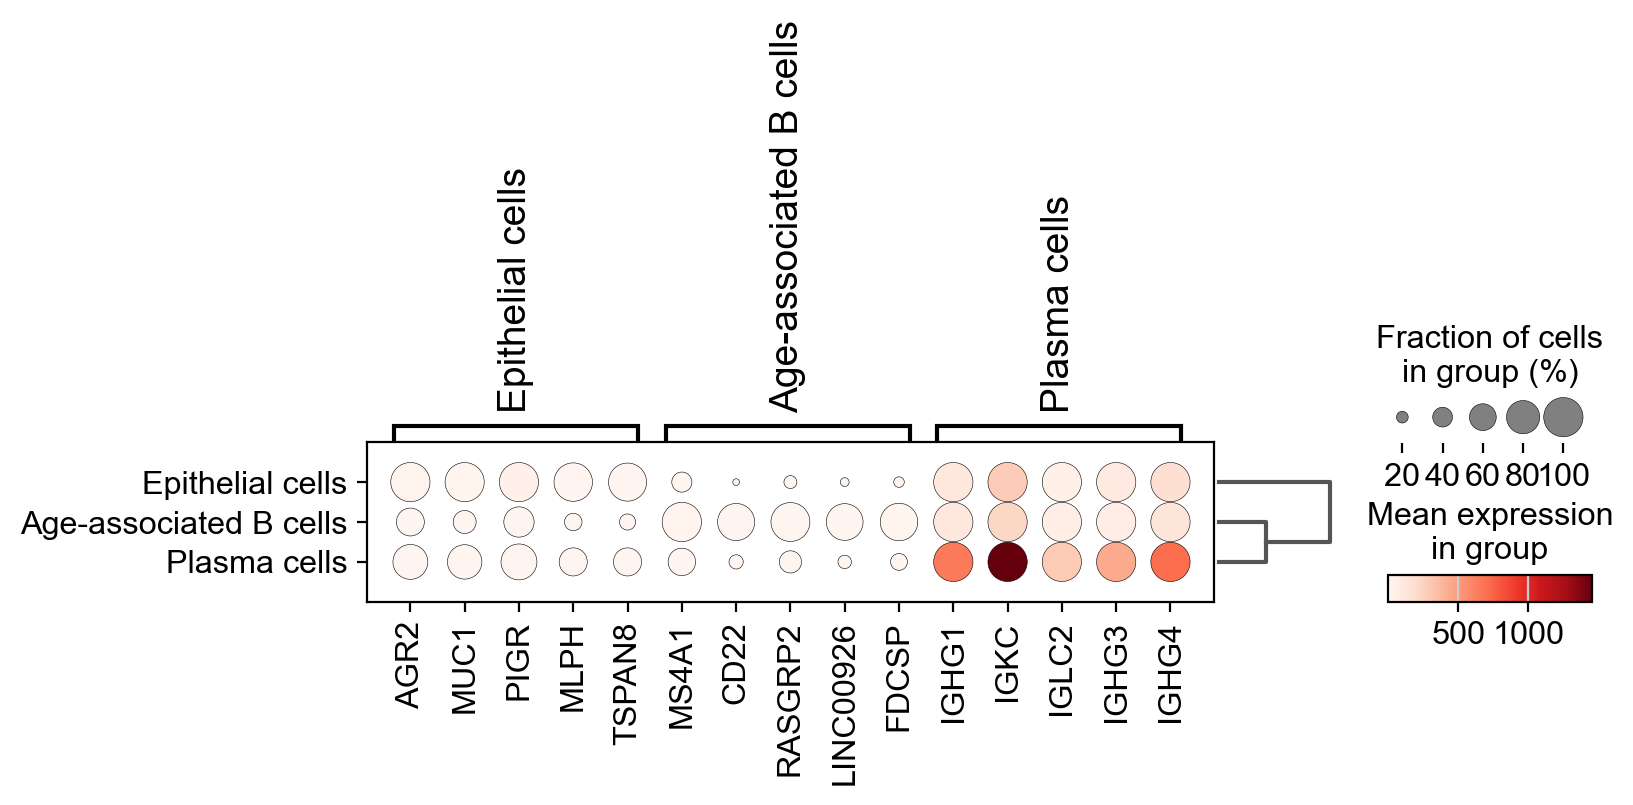 Epithelial cells
Age-associated B cells
Plasma cells
Epithelial cells
Age-associated B cells
Plasma cells
AGR2
MUC1
PIGR
MLPH
TSPAN8
MS4A1
CD22
RASGRP2
LINC00926
FDCSP
IGHG1
IGKC
IGLC2
IGHG3
IGHG4
Fraction of cells
in group (%)
20 40 60 80 100
Mean expression
in group
500 1000